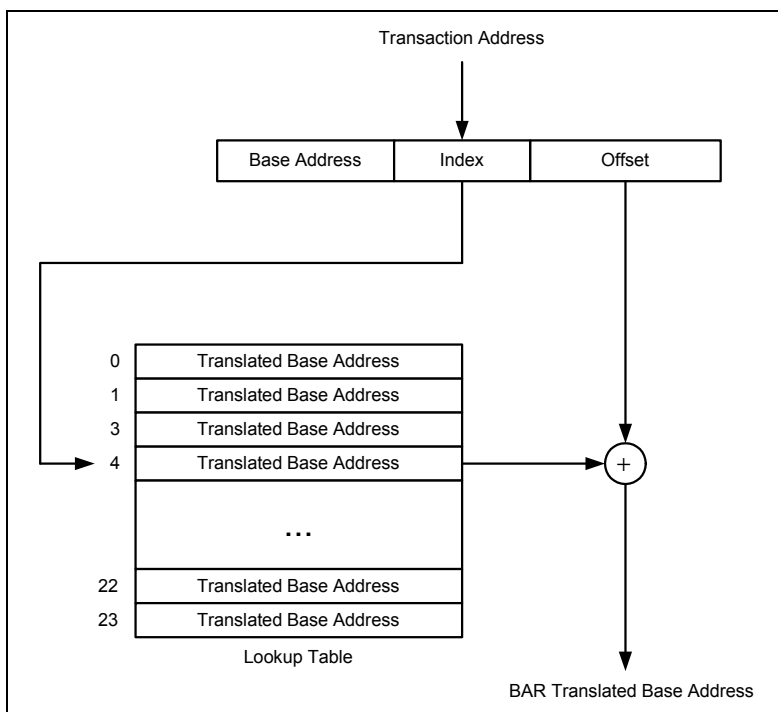 Transaction Address
Base Address Index Offset
0 Translated Base Address
1 Translated Base Address
3 Translated Base Address
4 Translated Base Address
+
...
22 Translated Base Address
23 Translated Base Address
Lookup Table
BAR Translated Base Address